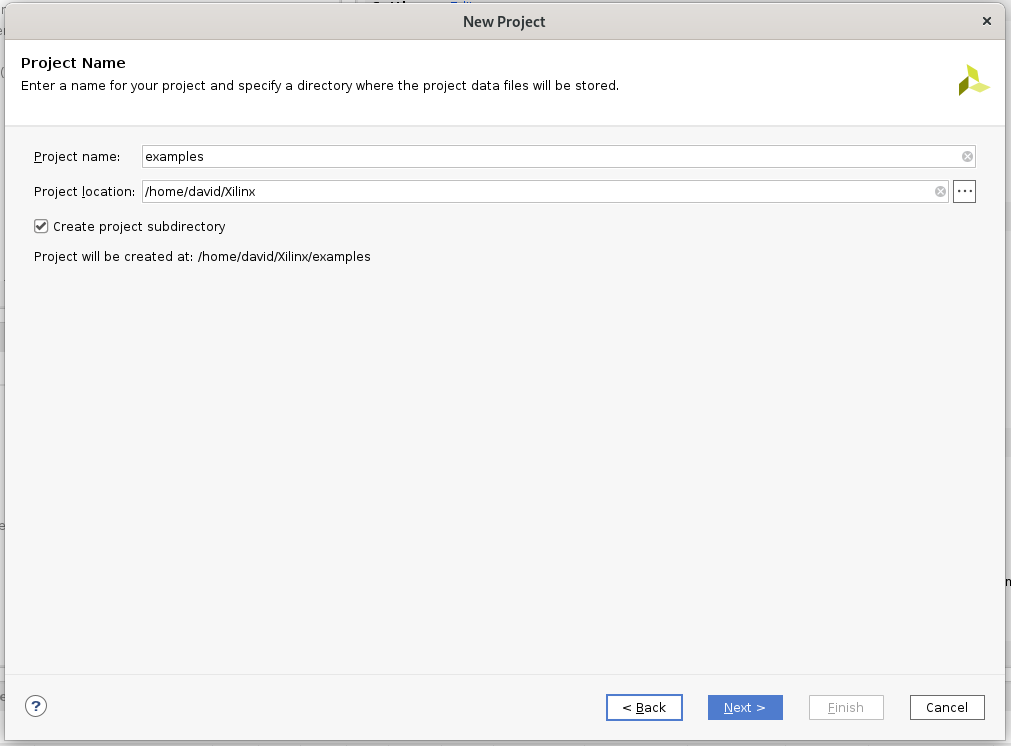 New Project
Project Name
Enter a name for your project and specify a directory where the project data files will be stored.
Project name: examples
Project location: /home/david/Xilinx
Create project subdirectory
Project will be created at: /home/david/Xilinx/examples
? < Back Next > Finish Cancel